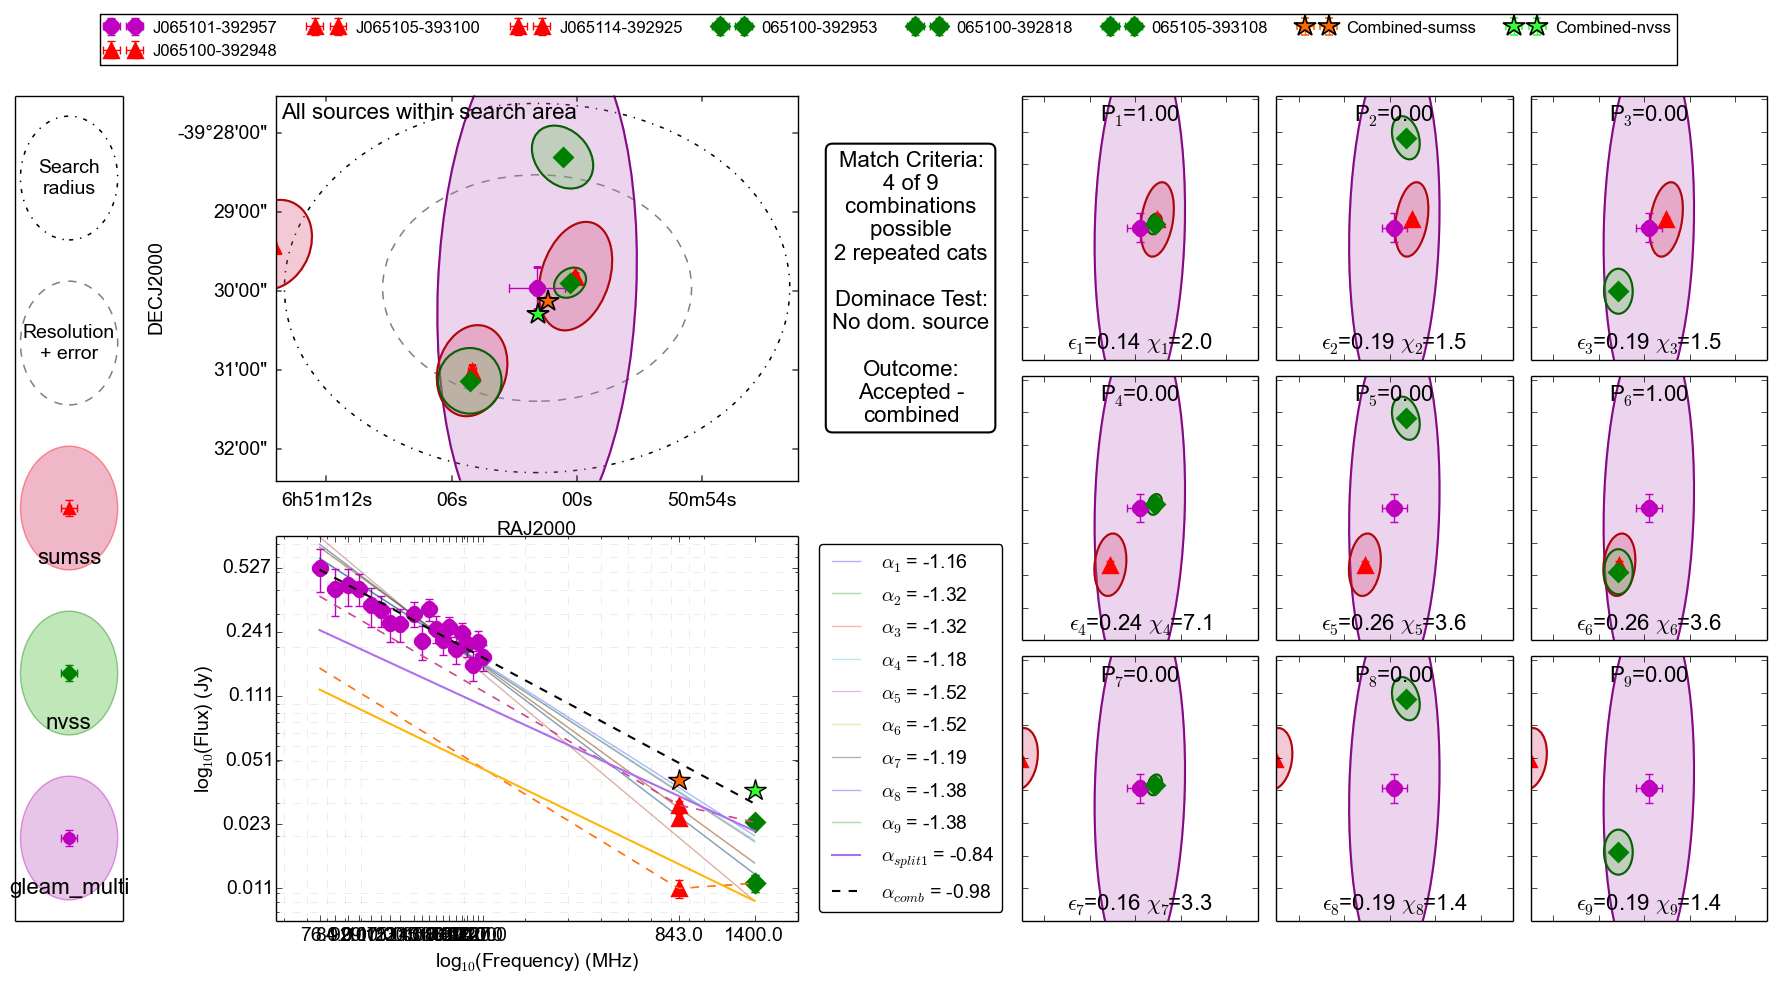 J065101-392957 J065105-393100 J065114-392925 065100-392953 065100-392818 065105-393108 Combined-sumss Combined-nvss
J065100-392948
Search
radius
Resolution
+ error
sumss
nvss
gleam_multi
All sources within search area
-39°28'00"
29'00"
30'00"
31'00"
32'00"
DECJ2000
6h51m12s 06s 00s 50m54s
RAJ2000
Match Criteria:
4 of 9
combinations
possible
2 repeated cats
Dominace Test:
No dom. source
Outcome:
Accepted -
combined
0.527
0.241
0.111
0.051
0.023
0.011
log10(Flux) (Jy)
843.0 1400.0
log10(Frequency) (MHz)
α1 = -1.16
α2 = -1.32
α3 = -1.32
α4 = -1.18
α5 = -1.52
α6 = -1.52
α7 = -1.19
α8 = -1.38
α9 = -1.38
αsplit1 = -0.84
αcomb = -0.98
P1=1.00
ϵ1=0.14 χ1=2.0
P2=0.00
ϵ2=0.19 χ2=1.5
P3=0.00
ϵ3=0.19 χ3=1.5
P4=0.00
ϵ4=0.24 χ4=7.1
P5=0.00
ϵ5=0.26 χ5=3.6
P6=1.00
ϵ6=0.26 χ6=3.6
P7=0.00
ϵ7=0.16 χ7=3.3
P8=0.00
ϵ8=0.19 χ8=1.4
P9=0.00
ϵ9=0.19 χ9=1.4